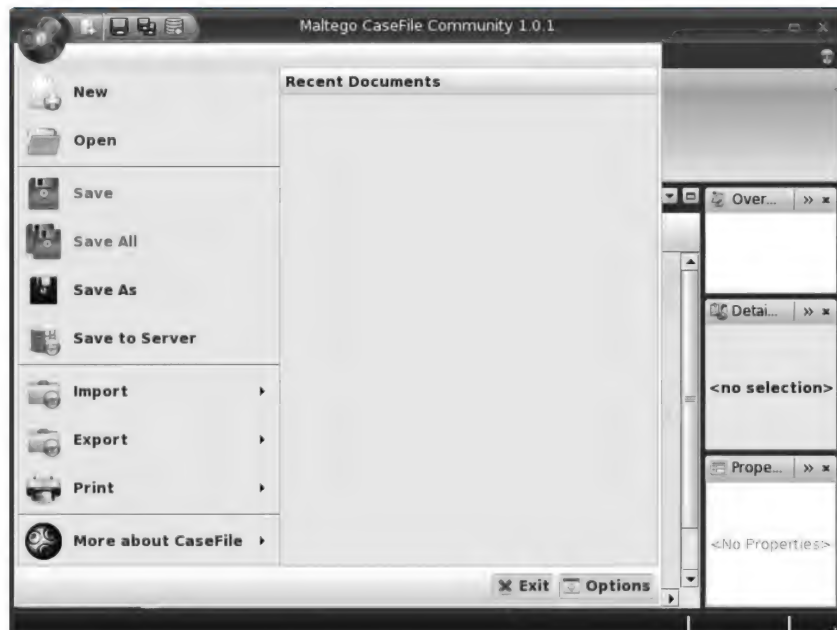 Maltego CaseFile Community 1.0.1
New
Open
Save
Save All
Save As
Save to Server
Import
Export
Print
More about CaseFile
Recent Documents
Exit
Options
Over...
Detai...
<no selection>
Prope...
<No Properties>